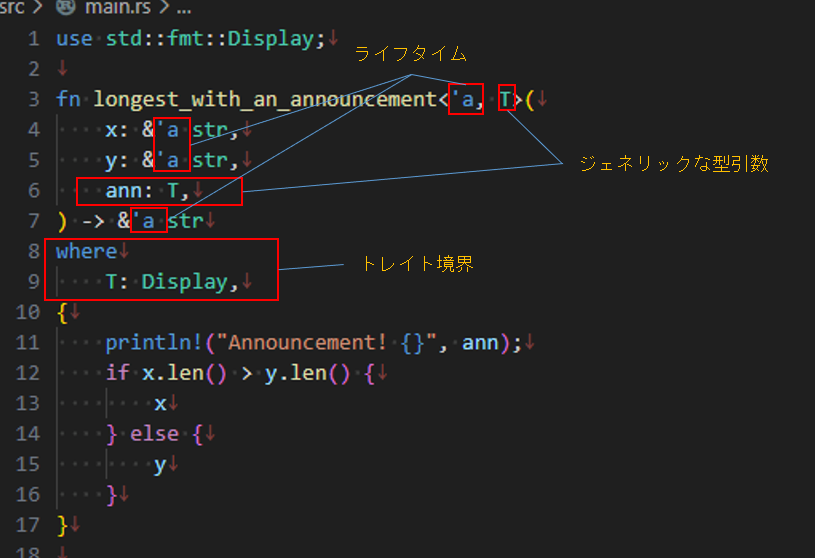 src > main.rs > ...
1 use std::fmt::Display;↓
ライフタイム
2 ↓
3 fn longest_with_an_announcement<'a, T>(↓
4 x: &'a str,↓
5 y: &'a str,↓
ジェネリックな型引数
6 ann: T,↓
7 ) -> &'a str↓
8 where↓
トレイト境界
9 T: Display,↓
10 {↓
11 println!("Announcement! {}", ann);↓
12 if x.len() > y.len() {↓
13 x↓
14 } else {↓
15 y↓
16 }↓
17 }↓
18 ↓